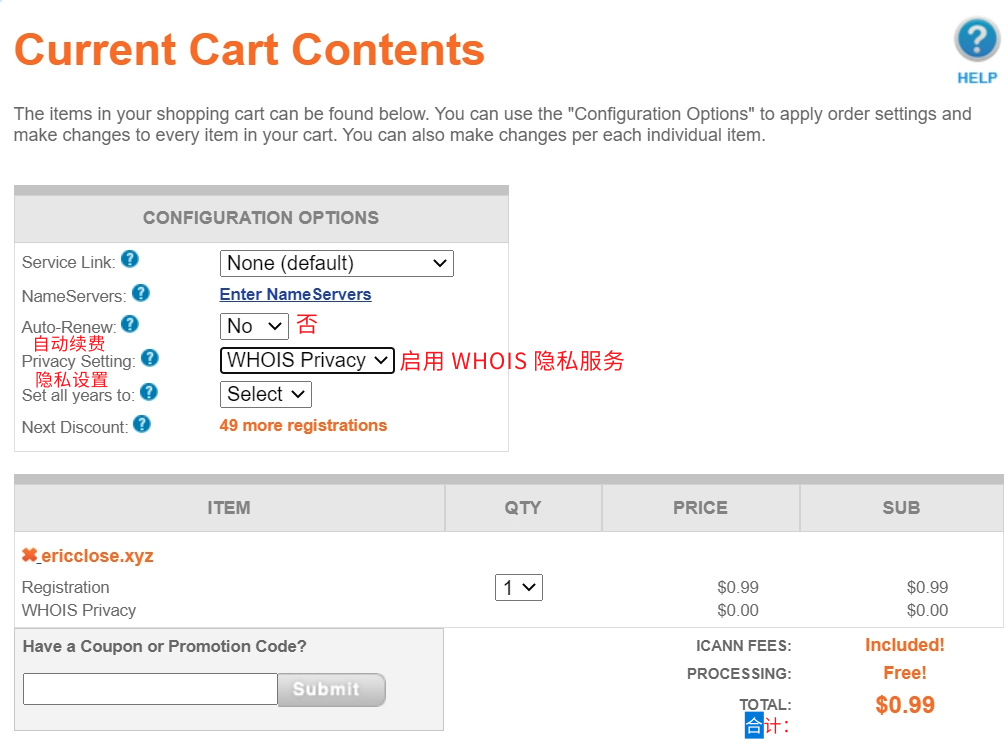 Current Cart Contents
?
HELP
The items in your shopping cart can be found below. You can use the "Configuration Options" to apply order settings and
make changes to every item in your cart. You can also make changes per each individual item.
CONFIGURATION OPTIONS
Service Link: ? None (default)
NameServers: ? Enter NameServers
Auto-Renew: ? No 否
自动续费
Privacy Setting: ? WHOIS Privacy 启用 WHOIS 隐私服务
隐私设置
Set all years to: ? Select
Next Discount: ? 49 more registrations
ITEM QTY PRICE SUB
ericclose.xyz
Registration 1 $0.99 $0.99
WHOIS Privacy $0.00 $0.00
Have a Coupon or Promotion Code?
Submit
ICANN FEES: Included!
PROCESSING: Free!
TOTAL: $0.99
合计：